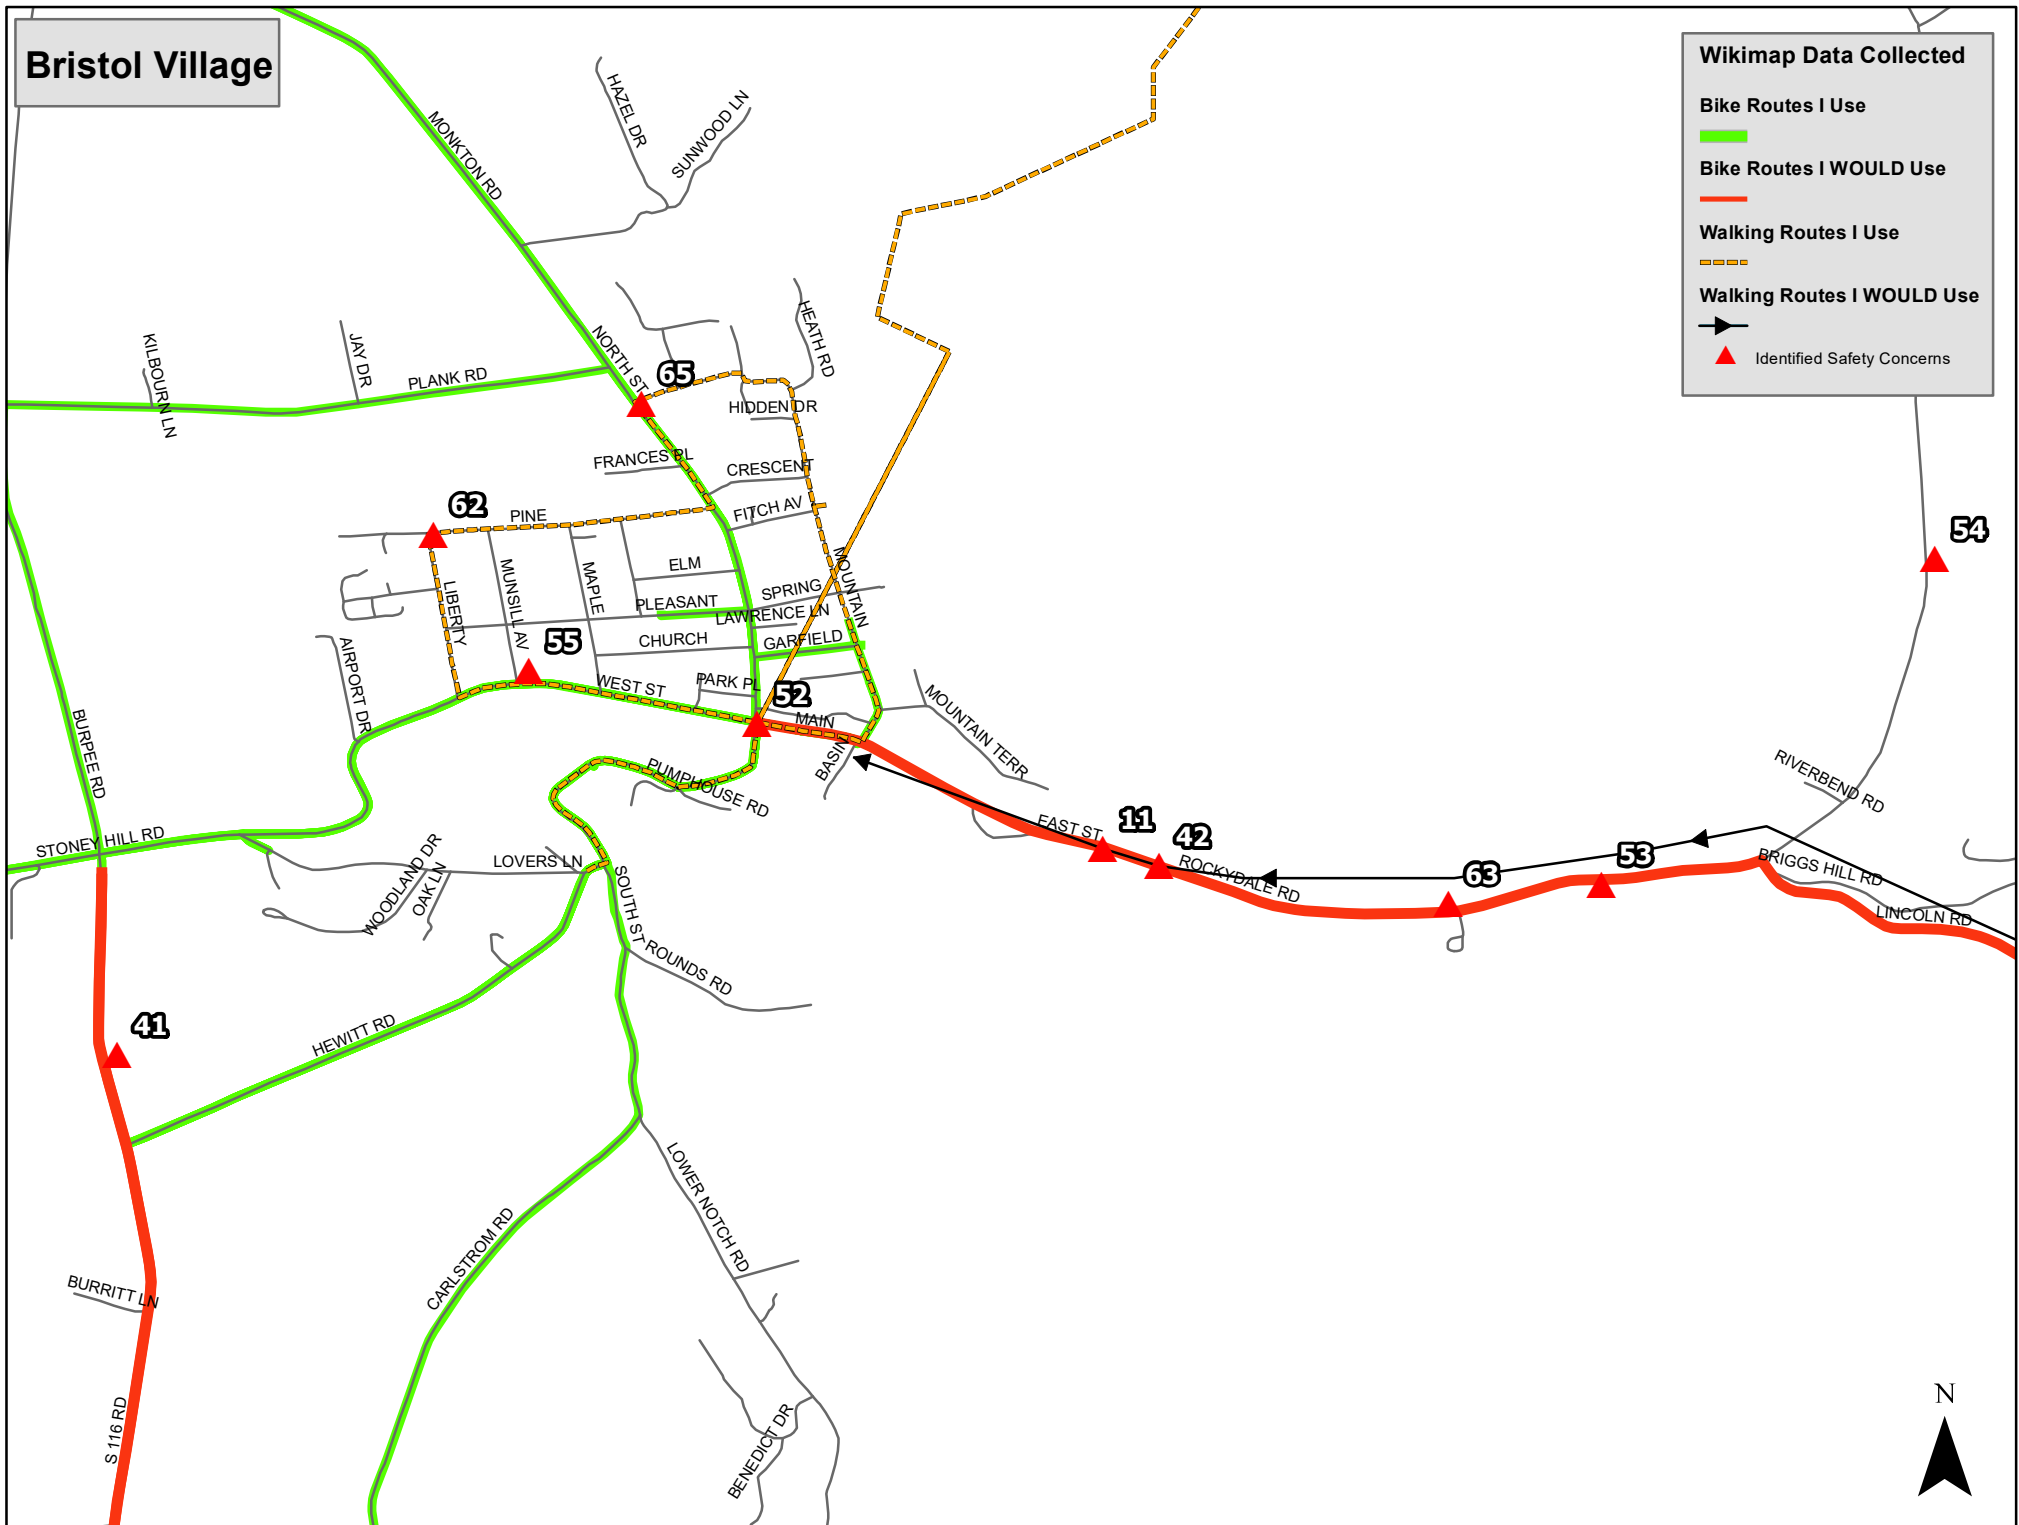 Bristol Village
Wikimap Data Collected
Bike Routes I Use
Bike Routes I WOULD Use
Walking Routes I Use
Walking Routes I WOULD Use
Identified Safety Concerns
HAZEL DR
SUNWOOD LN
MONKTON RD
HEATH RD
NORTH ST
KILBOURN LN
JAY DR
PLANK RD
65
HIDDEN DR
FRANCES PL
CRESCENT
62
PINE
FITCH AV
54
MOUNTAIN
ELM
MUNSILL AV
MAPLE
LIBERTY
SPRING
PLEASANT
LAWRENCE LN
55
CHURCH
GARFIELD
AIRPORT DR
WEST ST
PARK PL
52
MAIN
MOUNTAIN TERR
BURPEE RD
BASIN
PUMPHOUSE RD
RIVERBEND RD
EAST ST
11
42
STONEY HILL RD
WOODLAND DR
OAK LN
LOVERS LN
ROCKYDALE RD
63
53
BRIGGS HILL RD
SOUTH ST
LINCOLN RD
ROUNDS RD
41
HEWITT RD
LOWER NOTCH RD
CARLSTROM RD
BURRITT LN
S 116 RD
BENEDICT DR
N